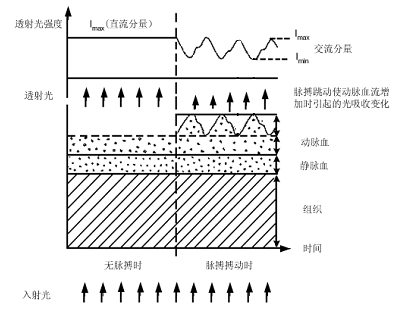 透射光强度
Imax(直流分量)
Imax
交流分量
Imin
透射光
脉搏跳动使动脉血流增
加时引起的光吸收变化
动脉血
静脉血
组织
时间
无脉搏时
脉搏搏动时
入射光